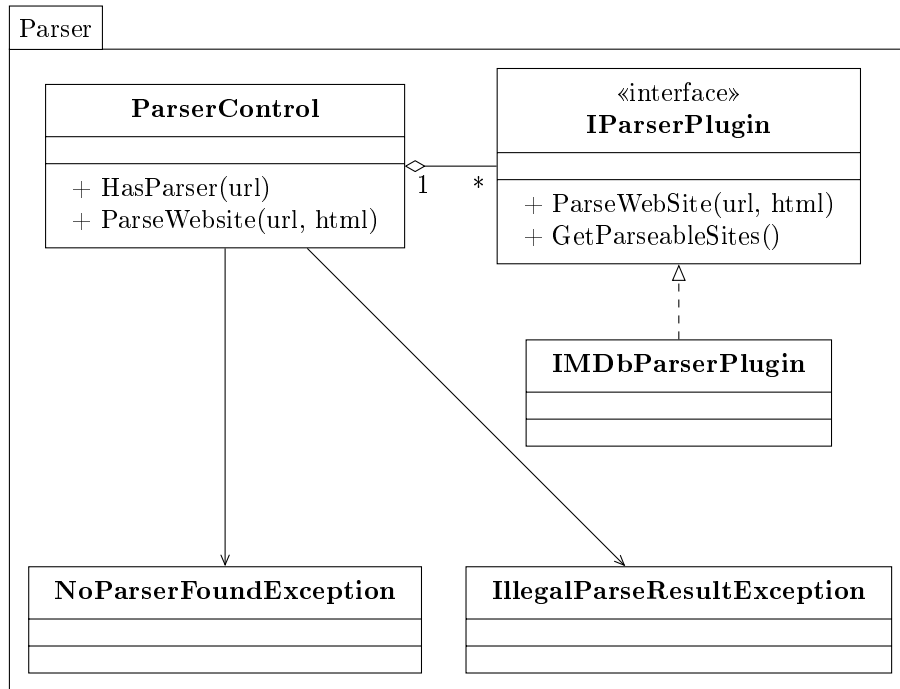 Parser
ParserControl
+ HasParser(url)
+ ParseWebsite(url, html)
1
*
«interface»
IParserPlugin
+ ParseWebSite(url, html)
+ GetParseableSites()
IMDbParserPlugin
NoParserFoundException
IllegalParseResultException